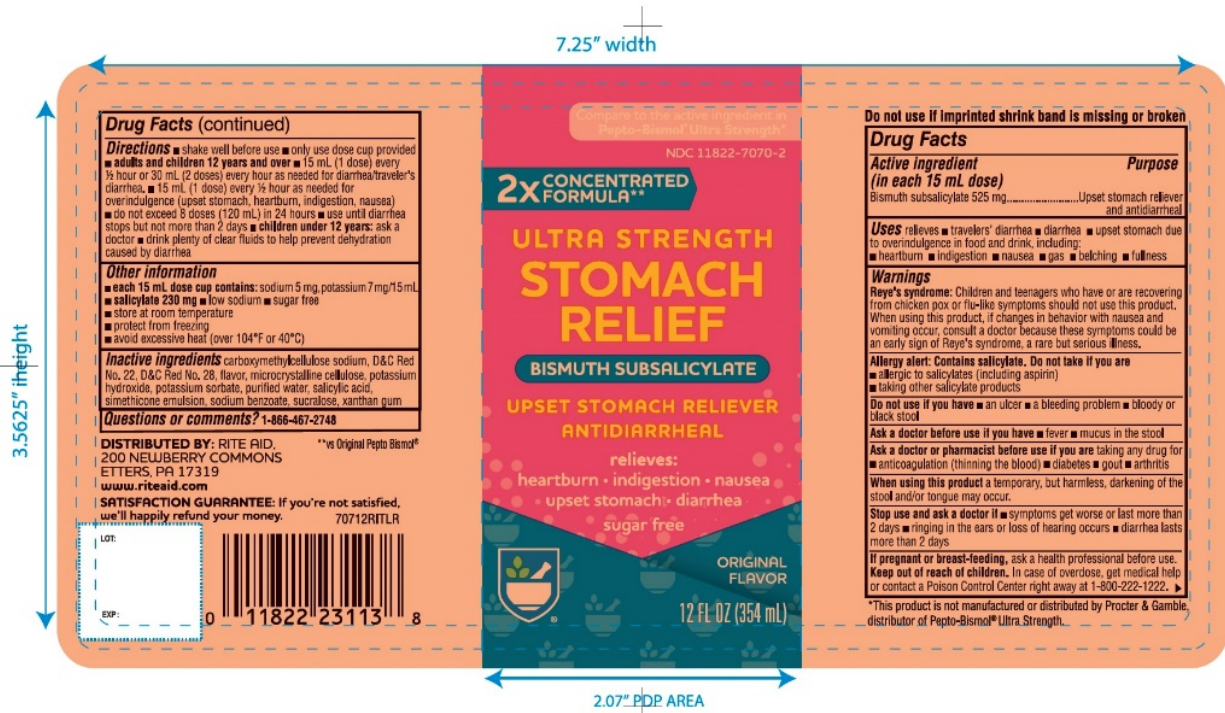 7.25" width
3.5625" iheight
Drug Facts (continued)
Directions ■ shake well before use ■ only use dose cup provided
■ adults and children 12 years and over ■ 15 mL (1 dose) every
½ hour or 30 mL (2 doses) every hour as needed for diarrhea/traveler's
diarrhea. ■ 15 mL (1 dose) every ½ hour as needed for
overindulgence (upset stomach, heartburn, indigestion, nausea)
■ do not exceed 8 doses (120 mL) in 24 hours ■ use until diarrhea
stops but not more than 2 days ■ children under 12 years: ask a
doctor ■ drink plenty of clear fluids to help prevent dehydration
caused by diarrhea
Other information
■ each 15 mL dose cup contains: sodium 5 mg, potassium 7 mg/15mL
■ salicylate 230 mg ■ low sodium ■ sugar free
■ store at room temperature
■ protect from freezing
■ avoid excessive heat (over 104°F or 40°C)
Inactive ingredients carboxymethylcellulose sodium, D&C Red
No. 22, D&C Red No. 28, flavor, microcrystalline cellulose, potassium
hydroxide, potassium sorbate, purified water, salicylic acid,
simethicone emulsion, sodium benzoate, sucralose, xanthan gum
Questions or comments? 1-866-467-2748
DISTRIBUTED BY: RITE AID,
200 NEWBERRY COMMONS
ETTERS, PA 17319
www.riteaid.com
**vs Original Pepto Bismol®
SATISFACTION GUARANTEE: If you're not satisfied,
we'll happily refund your money.
70712RITLR
LOT:
EXP:
0 11822 23113 8
Compare to the active ingredient in
Pepto-Bismol® Ultra Strength*
NDC 11822-7070-2
2x CONCENTRATED
FORMULA**
ULTRA STRENGTH
STOMACH
RELIEF
BISMUTH SUBSALICYLATE
UPSET STOMACH RELIEVER
ANTIDIARRHEAL
relieves:
heartburn · indigestion · nausea
upset stomach · diarrhea
sugar free
ORIGINAL
FLAVOR
®
12 FL OZ (354 mL)
2.07" PDP AREA
Do not use if imprinted shrink band is missing or broken
Drug Facts
Active ingredient Purpose
(in each 15 mL dose)
Bismuth subsalicylate 525 mg..........................Upset stomach reliever
and antidiarrheal
Uses relieves ■ travelers' diarrhea ■ diarrhea ■ upset stomach due
to overindulgence in food and drink, including:
■ heartburn ■ indigestion ■ nausea ■ gas ■ belching ■ fullness
Warnings
Reye's syndrome: Children and teenagers who have or are recovering
from chicken pox or flu-like symptoms should not use this product.
When using this product, if changes in behavior with nausea and
vomiting occur, consult a doctor because these symptoms could be
an early sign of Reye's syndrome, a rare but serious illness.
Allergy alert: Contains salicylate. Do not take if you are
■ allergic to salicylates (including aspirin)
■ taking other salicylate products
Do not use if you have ■ an ulcer ■ a bleeding problem ■ bloody or
black stool
Ask a doctor before use if you have ■ fever ■ mucus in the stool
Ask a doctor or pharmacist before use if you are taking any drug for
■ anticoagulation (thinning the blood) ■ diabetes ■ gout ■ arthritis
When using this product a temporary, but harmless, darkening of the
stool and/or tongue may occur.
Stop use and ask a doctor if ■ symptoms get worse or last more than
2 days ■ ringing in the ears or loss of hearing occurs ■ diarrhea lasts
more than 2 days
If pregnant or breast-feeding, ask a health professional before use.
Keep out of reach of children. In case of overdose, get medical help
or contact a Poison Control Center right away at 1-800-222-1222.
*This product is not manufactured or distributed by Procter & Gamble,
distributor of Pepto-Bismol® Ultra Strength.